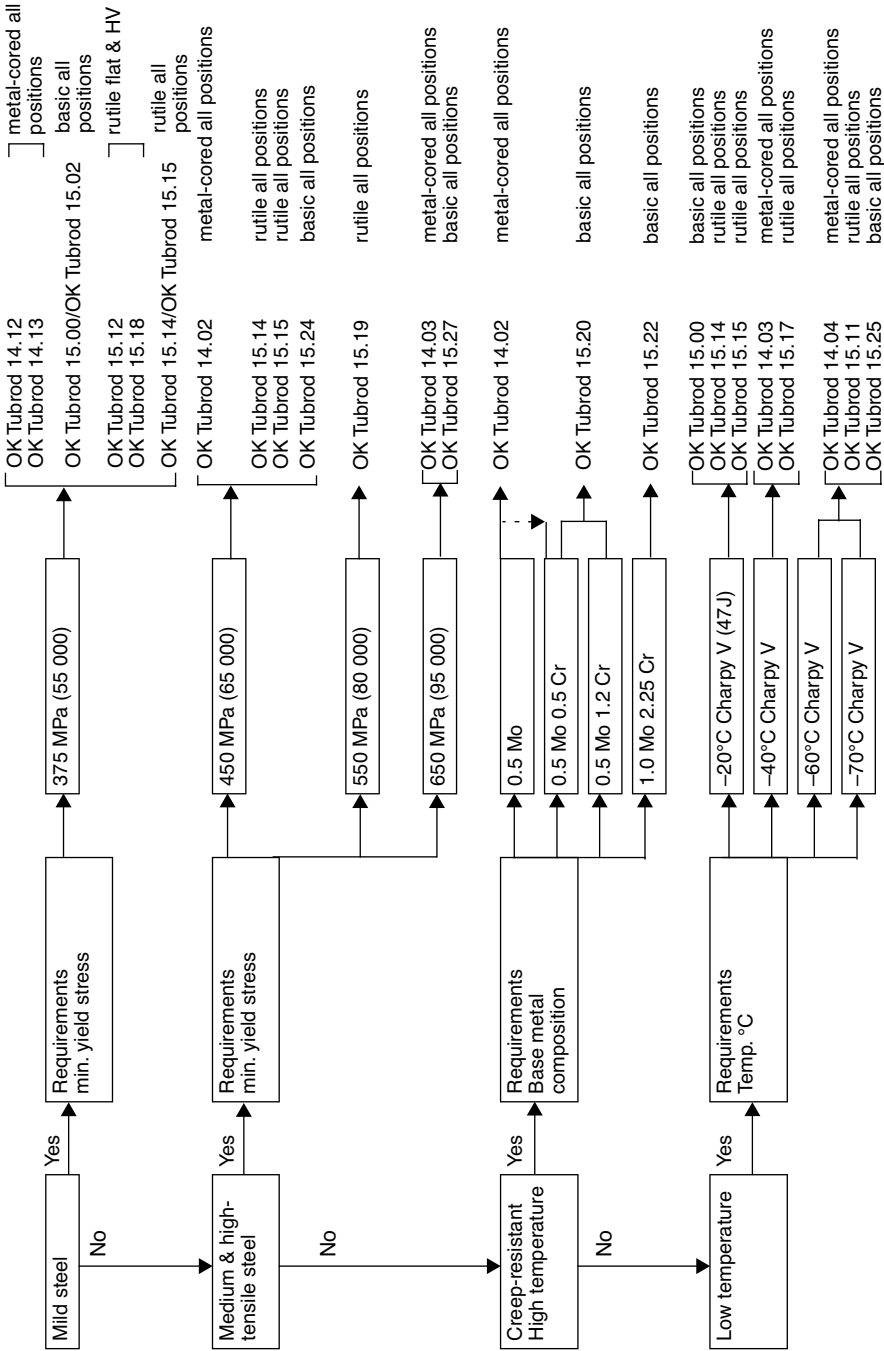 Mild steel
Yes
No
Requirements
min. yield stress
375 MPa (55 000)
OK Tubrod 14.12
OK Tubrod 14.13
metal-cored all
positions
OK Tubrod 15.00/OK Tubrod 15.02
basic all
positions
OK Tubrod 15.12
OK Tubrod 15.18
rutile flat & HV
OK Tubrod 15.14/OK Tubrod 15.15
rutile all
positions
Medium & high-
tensile steel
Yes
No
Requirements
min. yield stress
450 MPa (65 000)
OK Tubrod 14.02 metal-cored all positions
OK Tubrod 15.14 rutile all positions
OK Tubrod 15.15 rutile all positions
OK Tubrod 15.24 basic all positions
550 MPa (80 000)
OK Tubrod 15.19 rutile all positions
650 MPa (95 000)
OK Tubrod 14.03 metal-cored all positions
OK Tubrod 15.27 basic all positions
Creep-resistant
High temperature
Yes
No
Requirements
Base metal
composition
0.5 Mo
OK Tubrod 14.02 metal-cored all positions
0.5 Mo 0.5 Cr
0.5 Mo 1.2 Cr
OK Tubrod 15.20 basic all positions
1.0 Mo 2.25 Cr
OK Tubrod 15.22 basic all positions
Low temperature
Yes
Requirements
Temp. °C
–20°C Charpy V (47J)
OK Tubrod 15.00 basic all positions
OK Tubrod 15.14 rutile all positions
OK Tubrod 15.15 rutile all positions
–40°C Charpy V
OK Tubrod 14.03 metal-cored all positions
OK Tubrod 15.17 rutile all positions
–60°C Charpy V
–70°C Charpy V
OK Tubrod 14.04 metal-cored all positions
OK Tubrod 15.11 rutile all positions
OK Tubrod 15.25 basic all positions